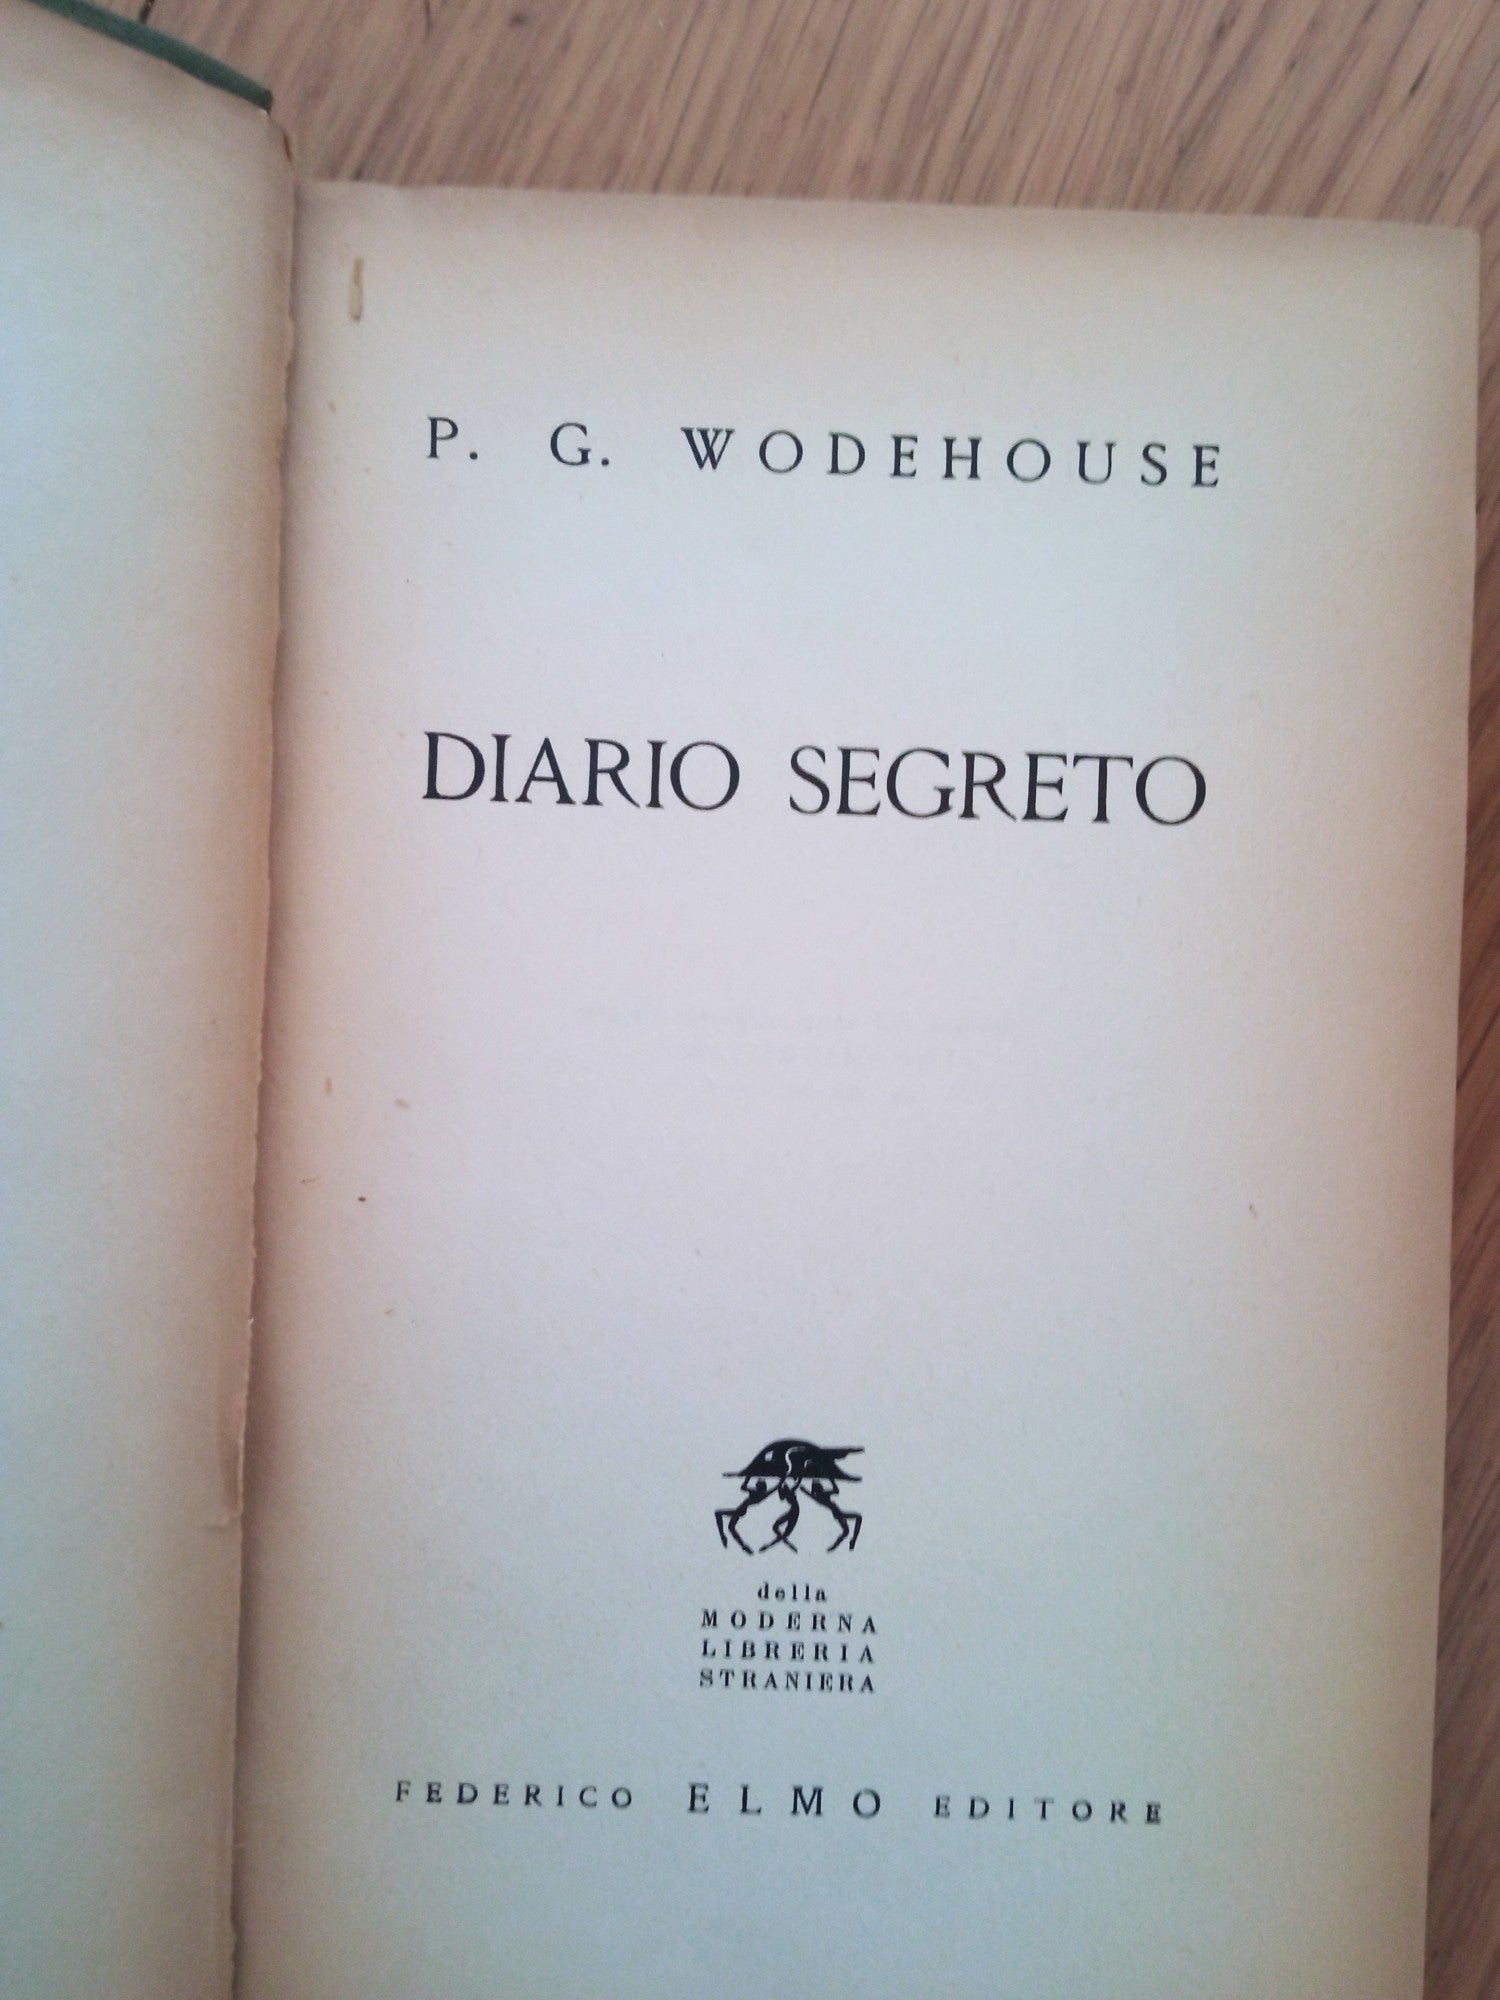 P. G. WODEHOUSE
DIARIO SEGRETO
della
MODERNA
LIBRERIA
STRANIERA
FEDERICO ELMO EDITORE